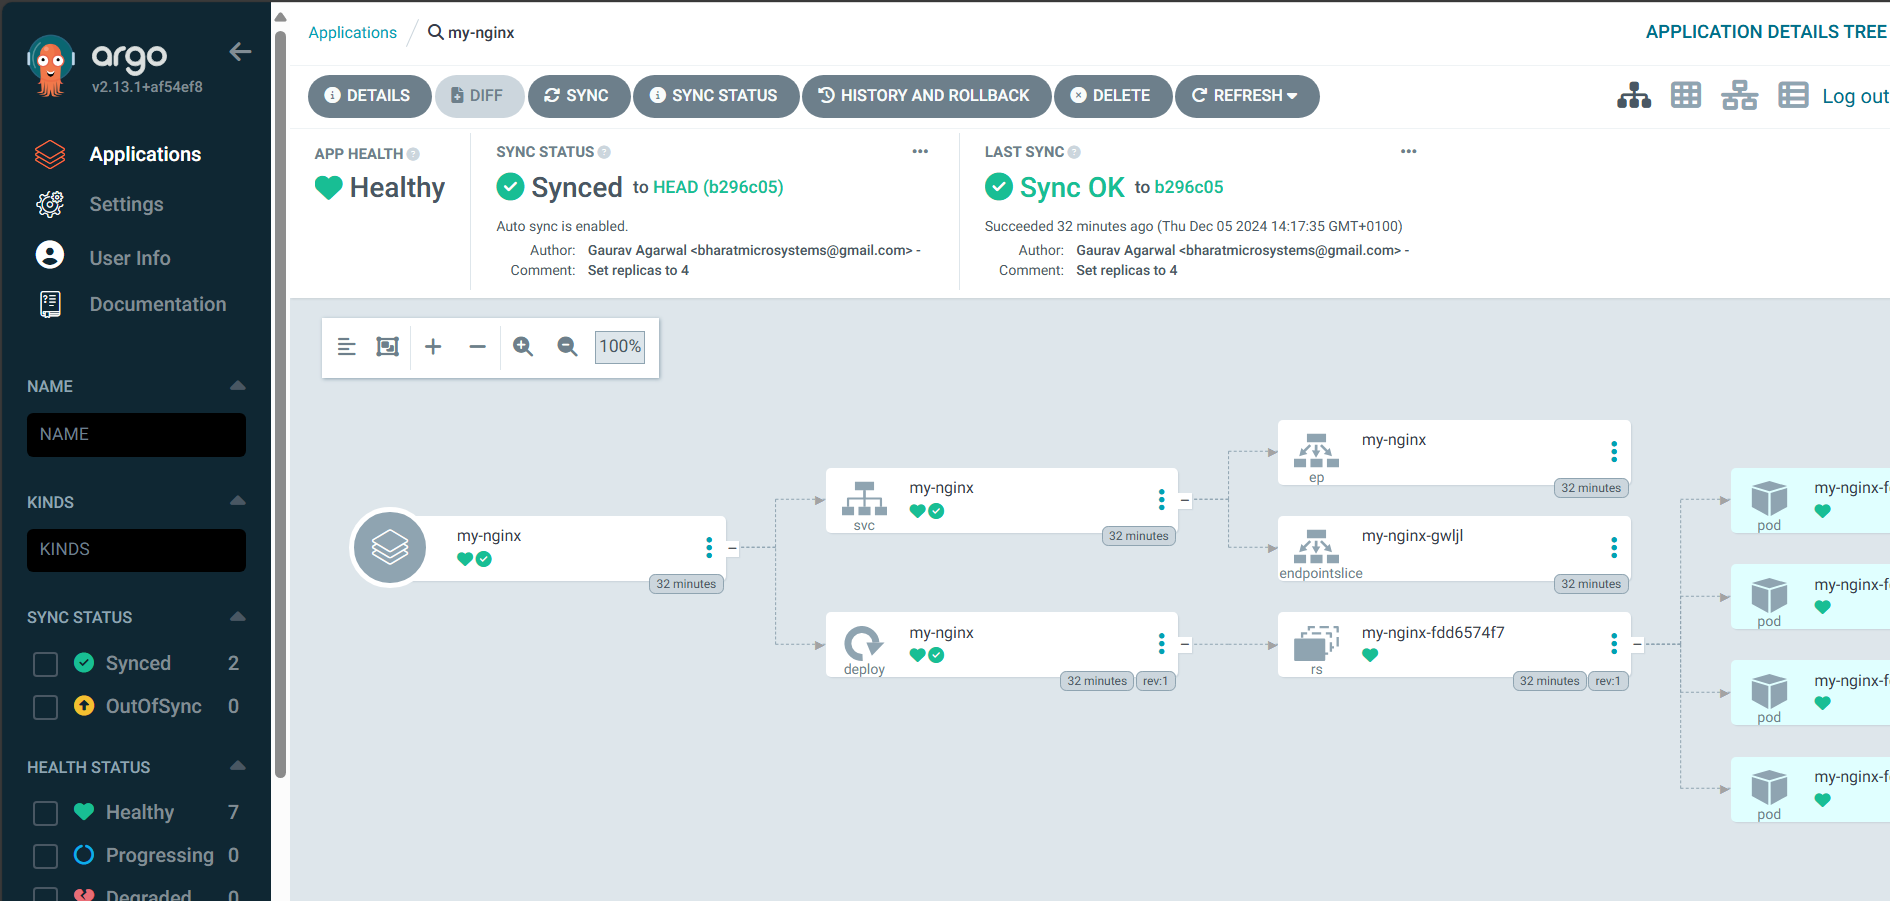 argo
v2.13.1+af54ef8
Applications
Settings
User Info
Documentation
NAME
NAME
KINDS
KINDS
SYNC STATUS
Synced 2
OutOfSync 0
HEALTH STATUS
Healthy 7
Progressing 0
Degraded 0
Applications / my-nginx
APPLICATION DETAILS TREE
DETAILS DIFF SYNC SYNC STATUS HISTORY AND ROLLBACK DELETE REFRESH
Log out
APP HEALTH
Healthy
SYNC STATUS
Synced to HEAD (b296c05)
Auto sync is enabled.
Author: Gaurav Agarwal <bharatmicrosystems@gmail.com> -
Comment: Set replicas to 4
LAST SYNC
Sync OK to b296c05
Succeeded 32 minutes ago (Thu Dec 05 2024 14:17:35 GMT+0100)
Author: Gaurav Agarwal <bharatmicrosystems@gmail.com> -
Comment: Set replicas to 4
100%
my-nginx
32 minutes
my-nginx
svc
32 minutes
my-nginx
deploy
32 minutes rev:1
my-nginx
ep
32 minutes
my-nginx-gwljl
endpointslice
32 minutes
my-nginx-fdd6574f7
rs
32 minutes rev:1
my-nginx-f
pod
my-nginx-f
pod
my-nginx-f
pod
my-nginx-f
pod